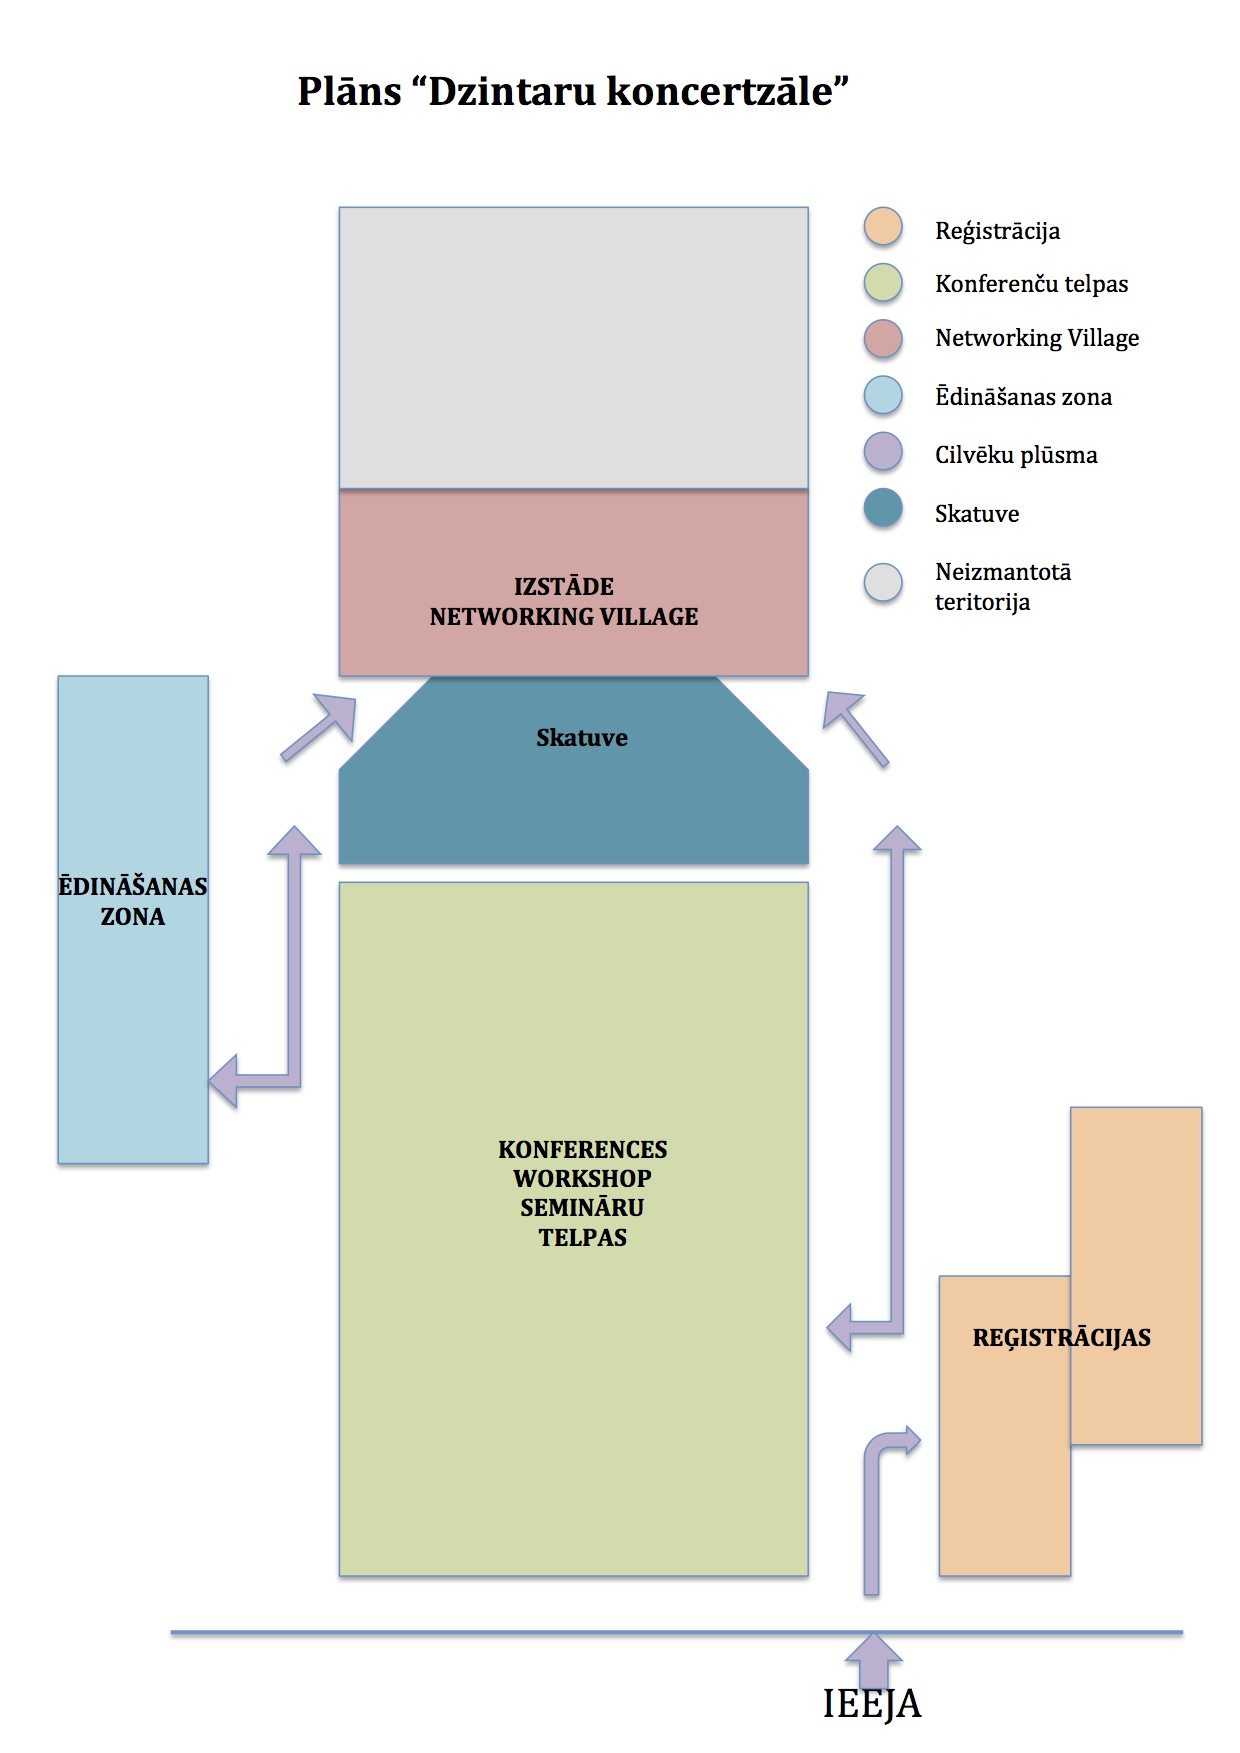 Plāns “Dzintaru koncertzāle”
Reģistrācija
Konferenču telpas
Networking Village
Ēdināšanas zona
Cilvēku plūsma
Skatuve
Neizmantotā
teritorija
IZSTĀDE
NETWORKING VILLAGE
Skatuve
ĒDINĀŠANAS
ZONA
KONFERENCES
WORKSHOP
SEMINĀRU
TELPAS
REĢISTRĀCIJAS
IEEJA